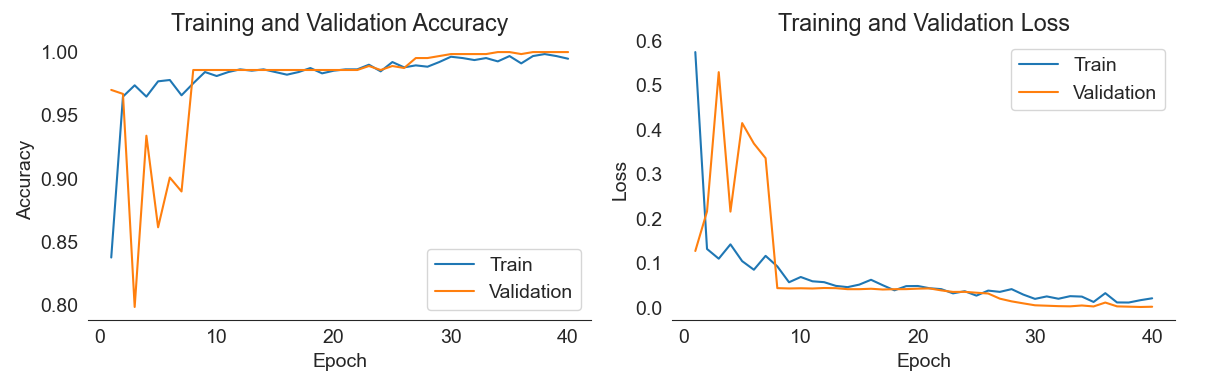 Training and Validation Accuracy
1.00
0.95
0.90
0.85
0.80
Accuracy
Train
Validation
0 10 20 30 40
Epoch
Training and Validation Loss
0.6
0.5
0.4
0.3
0.2
0.1
0.0
Loss
Train
Validation
0 10 20 30 40
Epoch